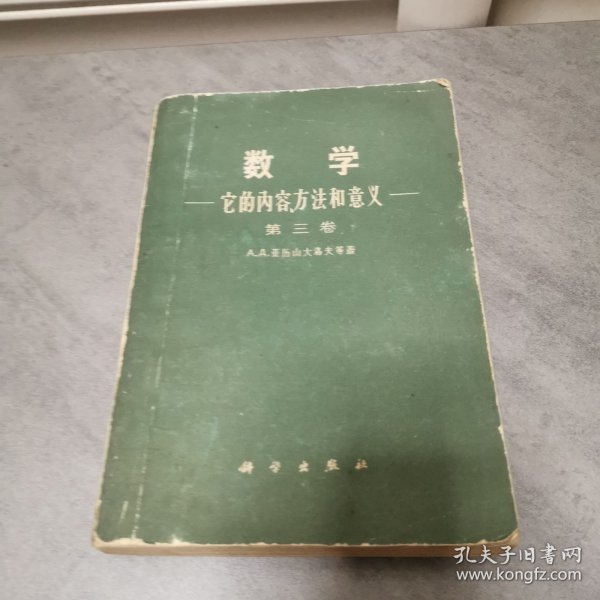 数 学
—它的内容、方法和意义—
第三卷
А.Д.亚历山大洛夫等著
科学出版社
孔夫子旧书网
www.kongfz.com